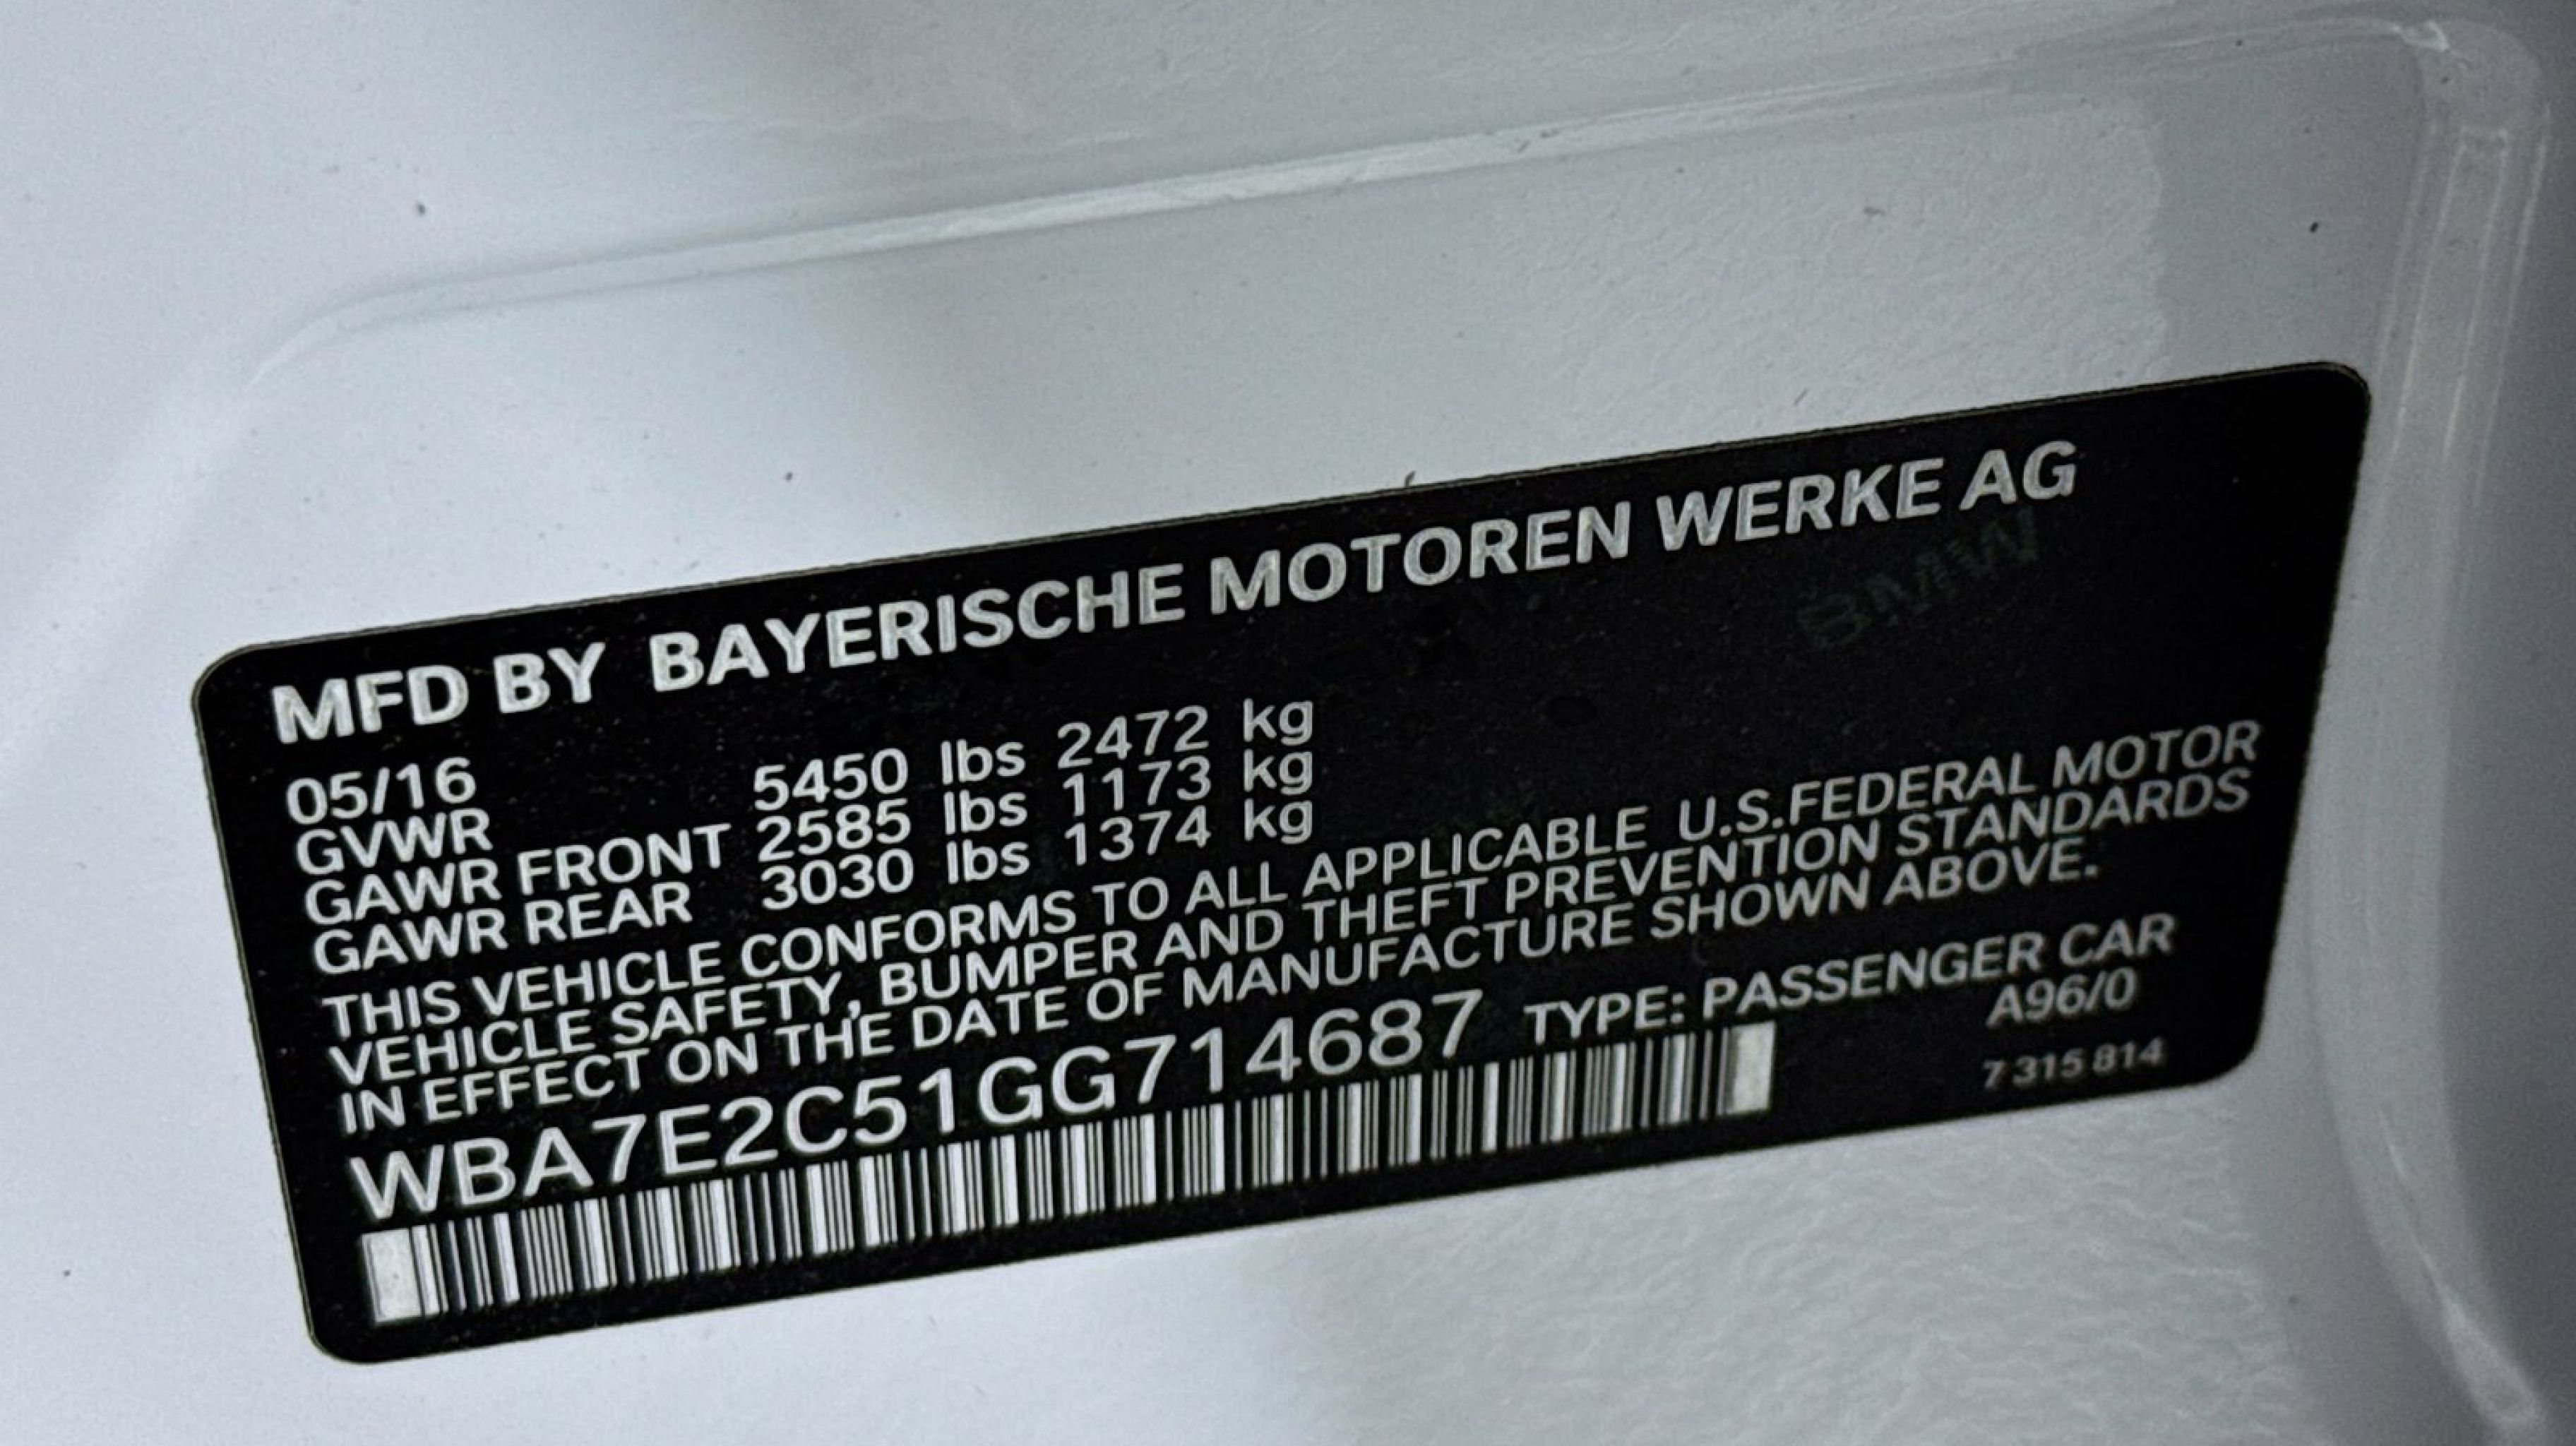 MFD BY BAYERISCHE MOTOREN WERKE AG
BMW
05/16
GVWR 5450 lbs 2472 kg
GAWR FRONT 2585 lbs 1173 kg
GAWR REAR 3030 lbs 1374 kg
THIS VEHICLE CONFORMS TO ALL APPLICABLE U.S.FEDERAL MOTOR
VEHICLE SAFETY, BUMPER AND THEFT PREVENTION STANDARDS
IN EFFECT ON THE DATE OF MANUFACTURE SHOWN ABOVE.
WBA7E2C51GG714687 TYPE: PASSENGER CAR
A96/0
7 315 814